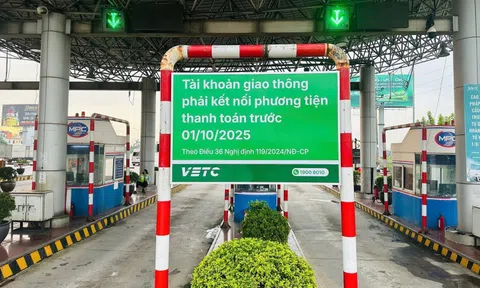 Tài khoản giao thông
phải kết nối phương tiện
thanh toán trước
01/10/2025
Theo Điều 36 Nghị định 119/2024/NĐ-CP
VETC
1900 6010
MPC
MPC